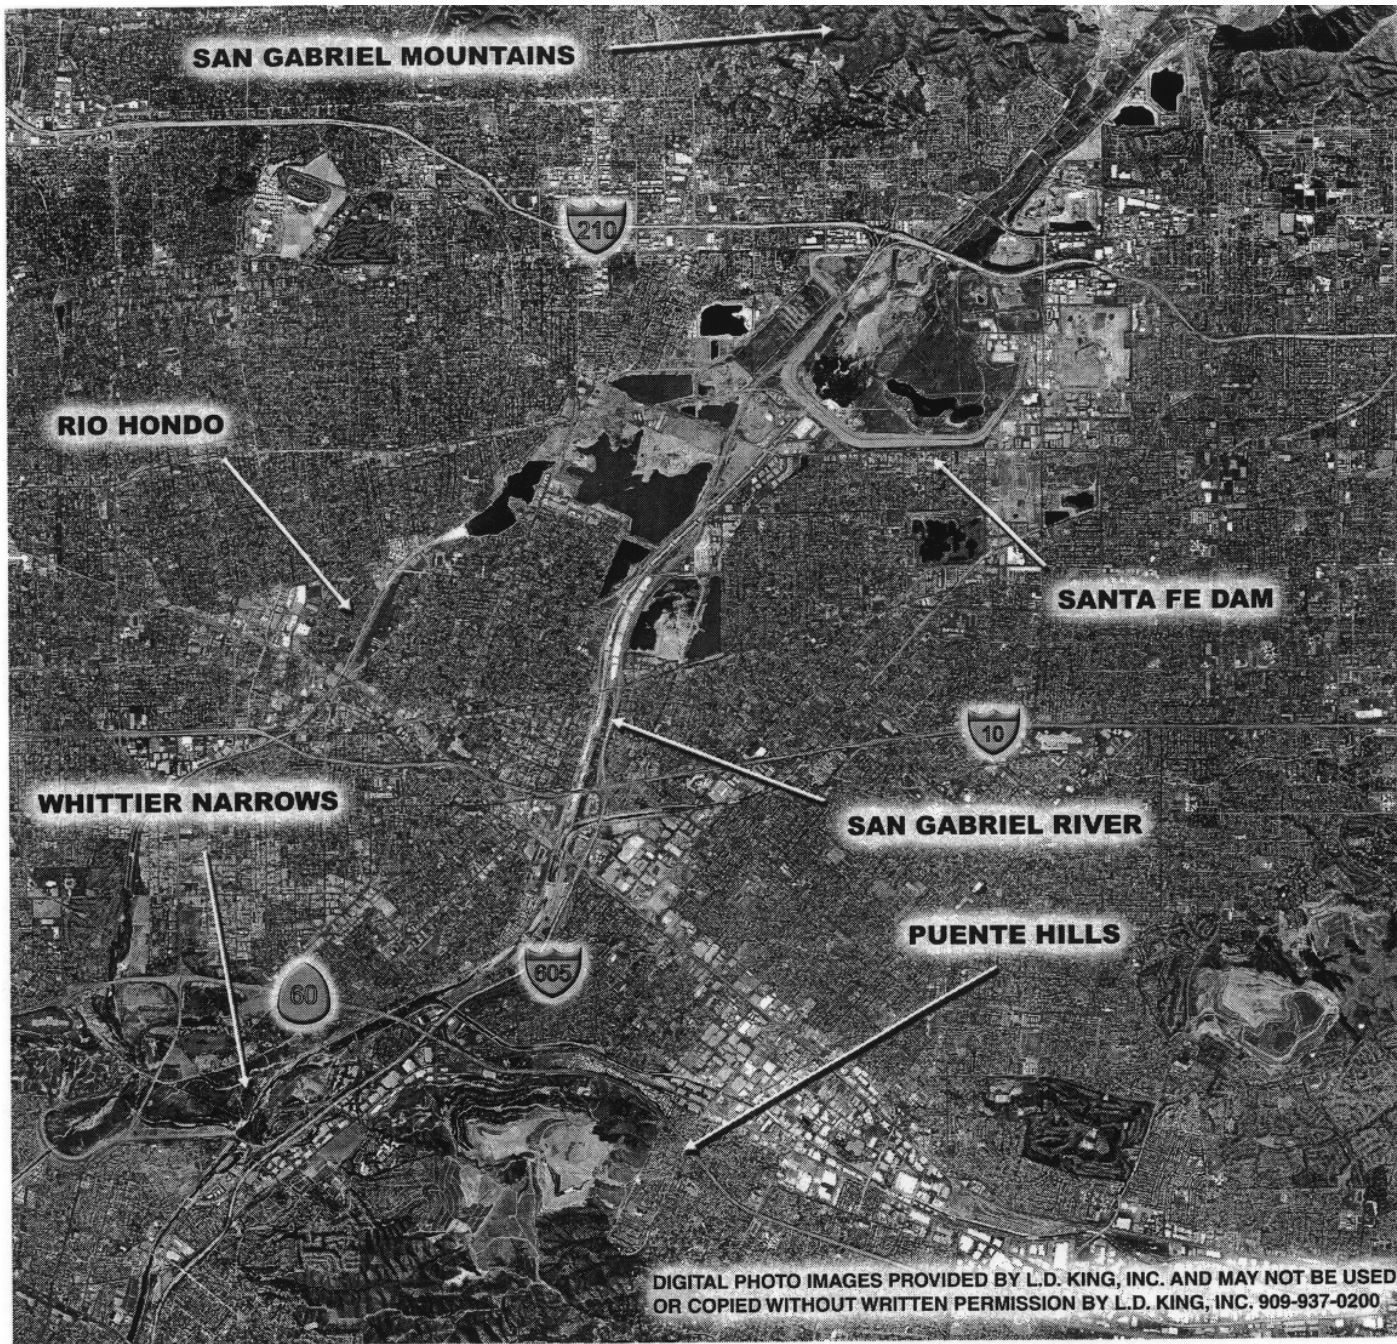 SAN GABRIEL MOUNTAINS
210
RIO HONDO
SANTA FE DAM
10
WHITTIER NARROWS
SAN GABRIEL RIVER
PUENTE HILLS
605
60
DIGITAL PHOTO IMAGES PROVIDED BY L.D. KING, INC. AND MAY NOT BE USED
OR COPIED WITHOUT WRITTEN PERMISSION BY L.D. KING, INC. 909-937-0200